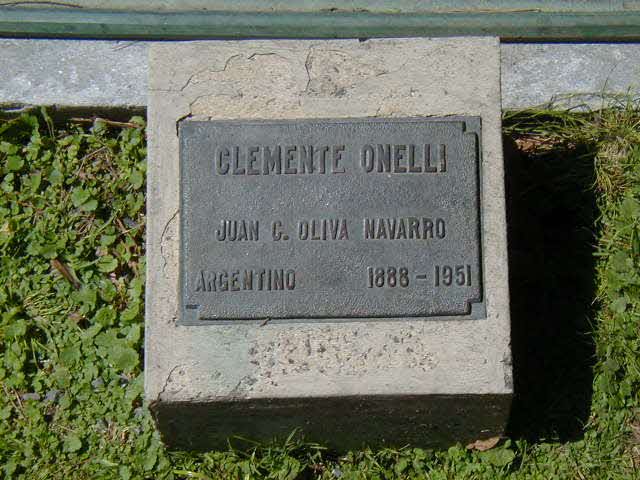 CLEMENTE ONELLI
JUAN C. OLIVA NAVARRO
ARGENTINO 1888 - 1951